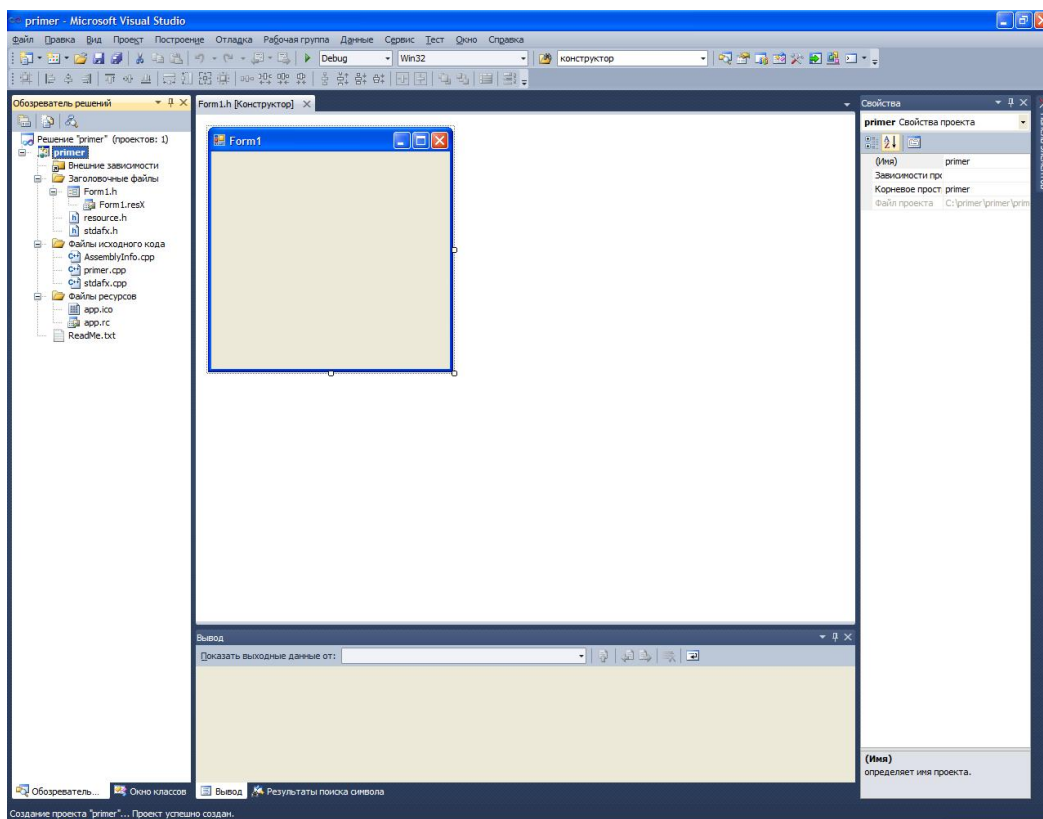 primer - Microsoft Visual Studio
Файл Правка Вид Проект Построение Отладка Рабочая группа Данные Сервис Тест Окно Справка
Debug Win32 конструктор
Обозреватель решений
Решение "primer" (проектов: 1)
primer
Внешние зависимости
Заголовочные файлы
Form1.h
Form1.resX
resource.h
stdafx.h
Файлы исходного кода
AssemblyInfo.cpp
primer.cpp
stdafx.cpp
Файлы ресурсов
app.ico
app.rc
ReadMe.txt
Обозреватель... Окно классов
Form1.h [Конструктор]
Form1
Вывод
Показать выходные данные от:
Вывод Результаты поиска символа
Свойства
primer Свойства проекта
(Имя) primer
Зависимости прс
Корневое прост primer
Файл проекта C:\primer\primer\prim
(Имя)
определяет имя проекта.
Создание проекта "primer"... Проект успешно создан.